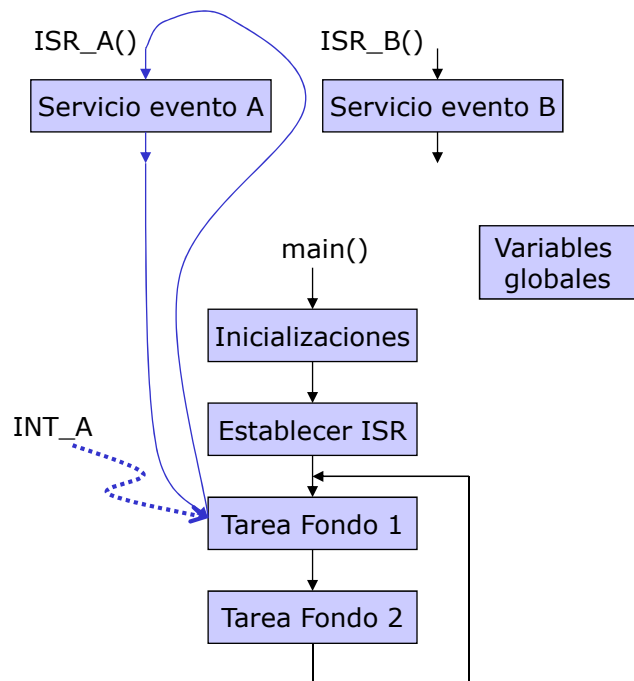 ISR_A()
ISR_B()
Servicio evento A
Servicio evento B
Variables
globales
main()
Inicializaciones
INT_A
Establecer ISR
Tarea Fondo 1
Tarea Fondo 2